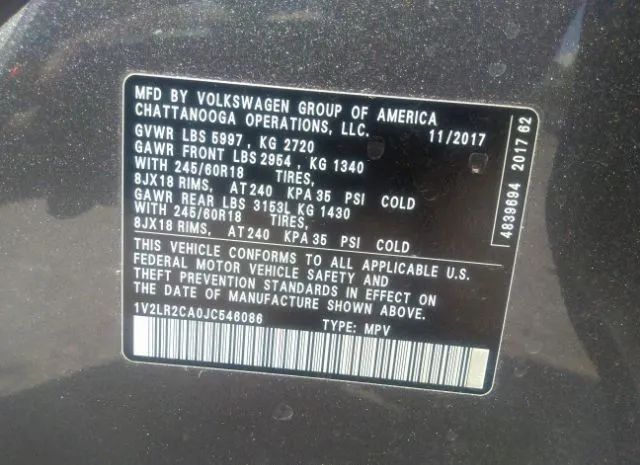 MFD BY VOLKSWAGEN GROUP OF AMERICA
CHATTANOOGA OPERATIONS, LLC. 11/2017
GVWR LBS 5997, KG 2720
GAWR FRONT LBS 2954, KG 1340
WITH 245/60R18 TIRES,
8JX18 RIMS, AT 240 KPA 35 PSI COLD
GAWR REAR LBS 3153L KG 1430
WITH 245/60R18 TIRES,
8JX18 RIMS, AT 240 KPA 35 PSI COLD
THIS VEHICLE CONFORMS TO ALL APPLICABLE U.S.
FEDERAL MOTOR VEHICLE SAFETY AND
THEFT PREVENTION STANDARDS IN EFFECT ON
THE DATE OF MANUFACTURE SHOWN ABOVE.
1V2LR2CA0JC546086 TYPE: MPV
4839694 2017 62